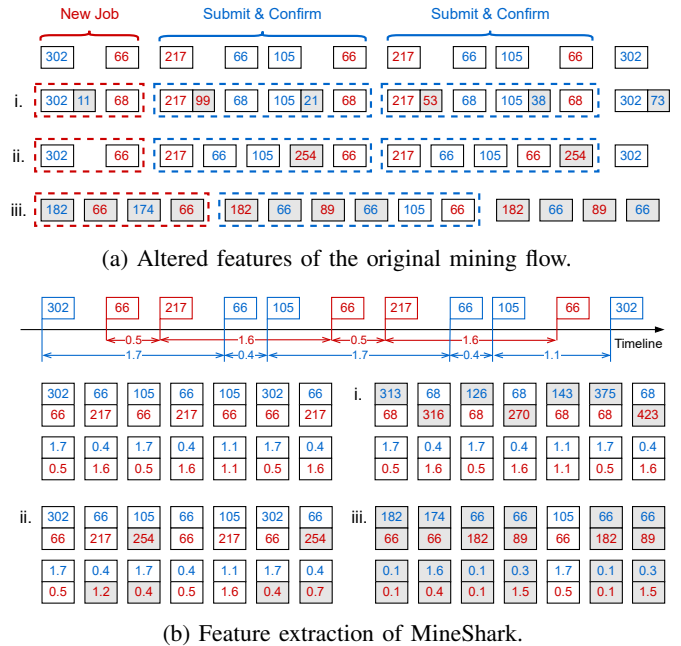 New Job Submit & Confirm Submit & Confirm
302 66 217 66 105 66 217 66 105 66 302
i. 302 11 68 217 99 68 105 21 68 217 53 68 105 38 68 302 73
ii. 302 66 217 66 105 254 66 217 66 105 66 254 302
iii. 182 66 174 66 182 66 89 66 105 66 182 66 89 66
(a) Altered features of the original mining flow.
302 66 217 66 105 66 217 66 105 66 302
0.5 1.6 0.5 1.6 Timeline
1.7 0.4 1.7 0.4 1.1
302 66 105 66 105 302 66 i. 313 68 126 68 143 375 68
66 217 66 217 66 66 217 68 316 68 270 68 68 423
1.7 0.4 1.7 0.4 1.1 1.7 0.4 1.7 0.4 1.7 0.4 1.1 1.7 0.4
0.5 1.6 0.5 1.6 1.1 0.5 1.6 0.5 1.6 0.5 1.6 1.1 0.5 1.6
ii. 302 66 105 66 105 302 66 iii. 182 174 66 66 105 66 66
66 217 254 66 217 66 254 66 66 182 89 66 182 89
1.7 0.4 1.7 0.4 1.1 1.7 0.4 0.1 1.6 0.1 0.3 1.7 0.1 0.3
0.5 1.2 0.4 0.5 1.6 0.4 0.7 0.1 0.4 0.1 1.5 0.5 0.1 1.5
(b) Feature extraction of MineShark.